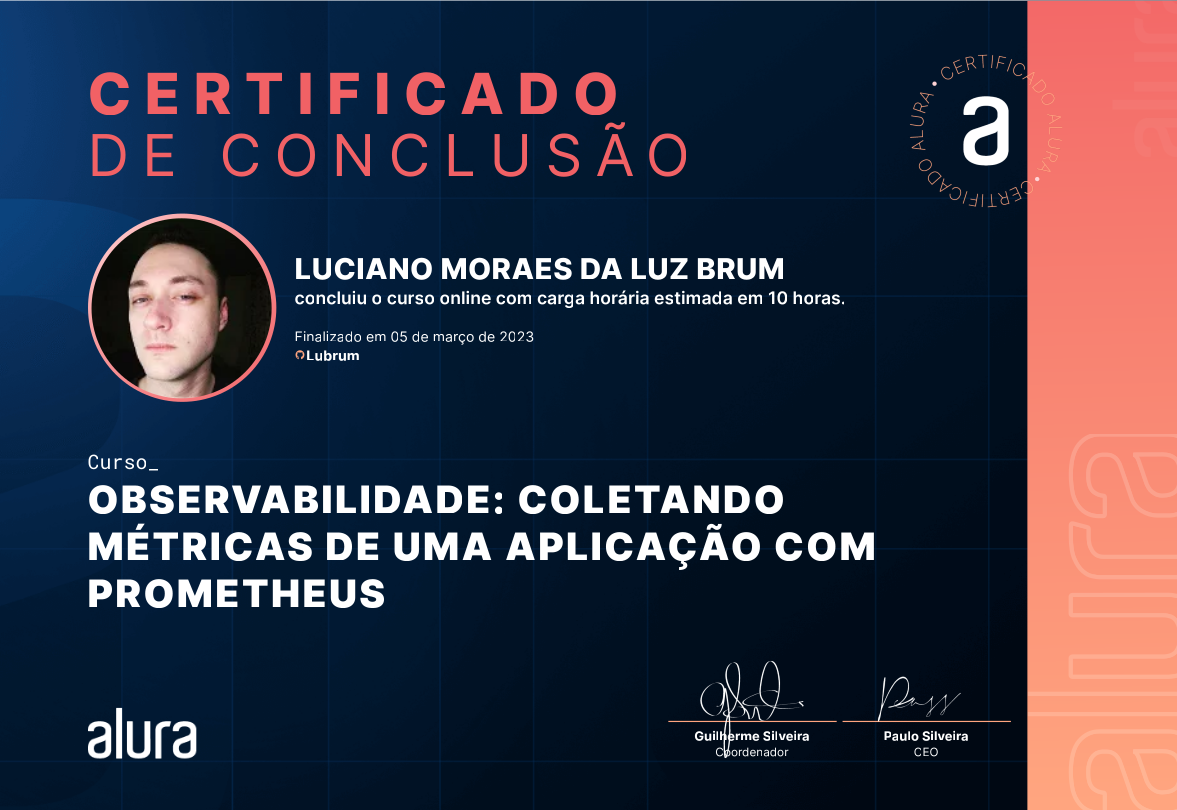 CERTIFICADO
DE CONCLUSÃO
CERTIFICADO ALURA • CERTIFICADO ALURA •
a
LUCIANO MORAES DA LUZ BRUM
concluiu o curso online com carga horária estimada em 10 horas.
Finalizado em 05 de março de 2023
Lubrum
Curso_
OBSERVABILIDADE: COLETANDO
MÉTRICAS DE UMA APLICAÇÃO COM
PROMETHEUS
alura
Guilherme Silveira
Coordenador
Paulo Silveira
CEO
alura
alura